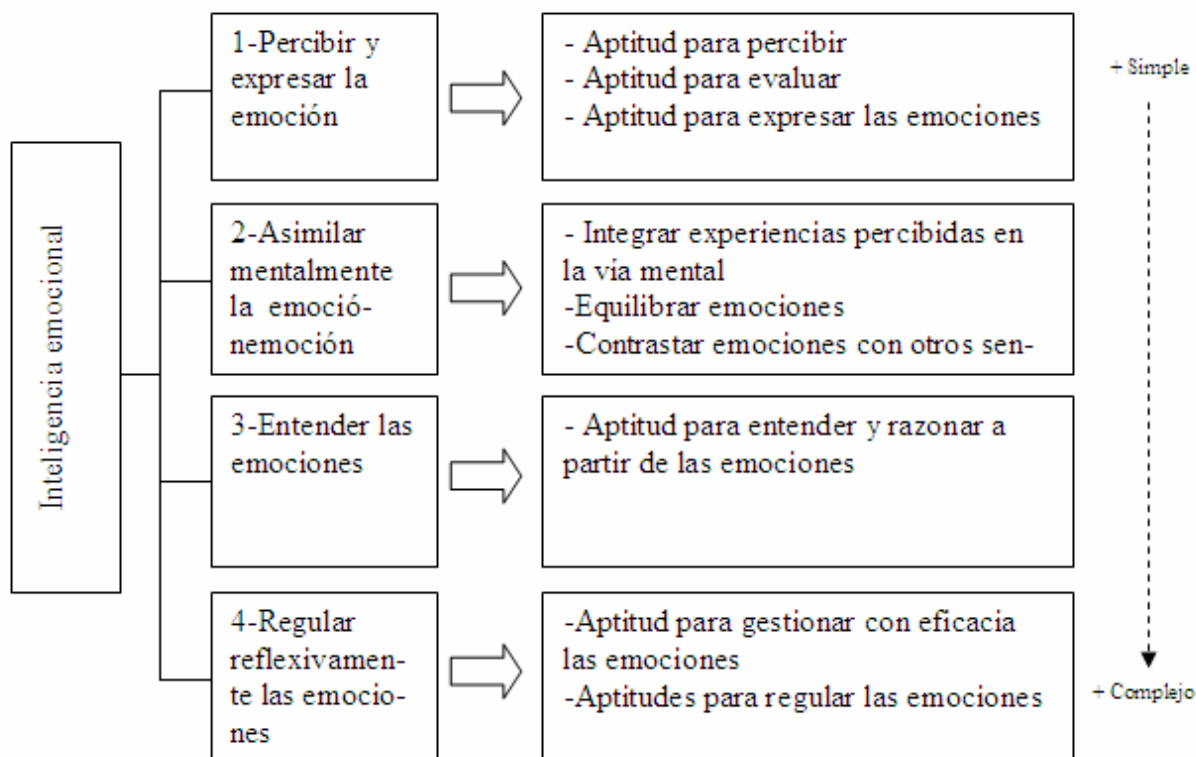 Inteligencia emocional
1-Percibir y
expresar la
emoción
- Aptitud para percibir
- Aptitud para evaluar
- Aptitud para expresar las emociones
+ Simple
2-Asimilar
mentalmente
la emoció-
nemoción
- Integrar experiencias percibidas en
la vía mental
-Equilibrar emociones
-Contrastar emociones con otros sen-
3-Entender las
emociones
- Aptitud para entender y razonar a
partir de las emociones
4-Regular
reflexivamen-
te las emocio-
nes
-Aptitud para gestionar con eficacia
las emociones
-Aptitudes para regular las emociones
+ Complejo